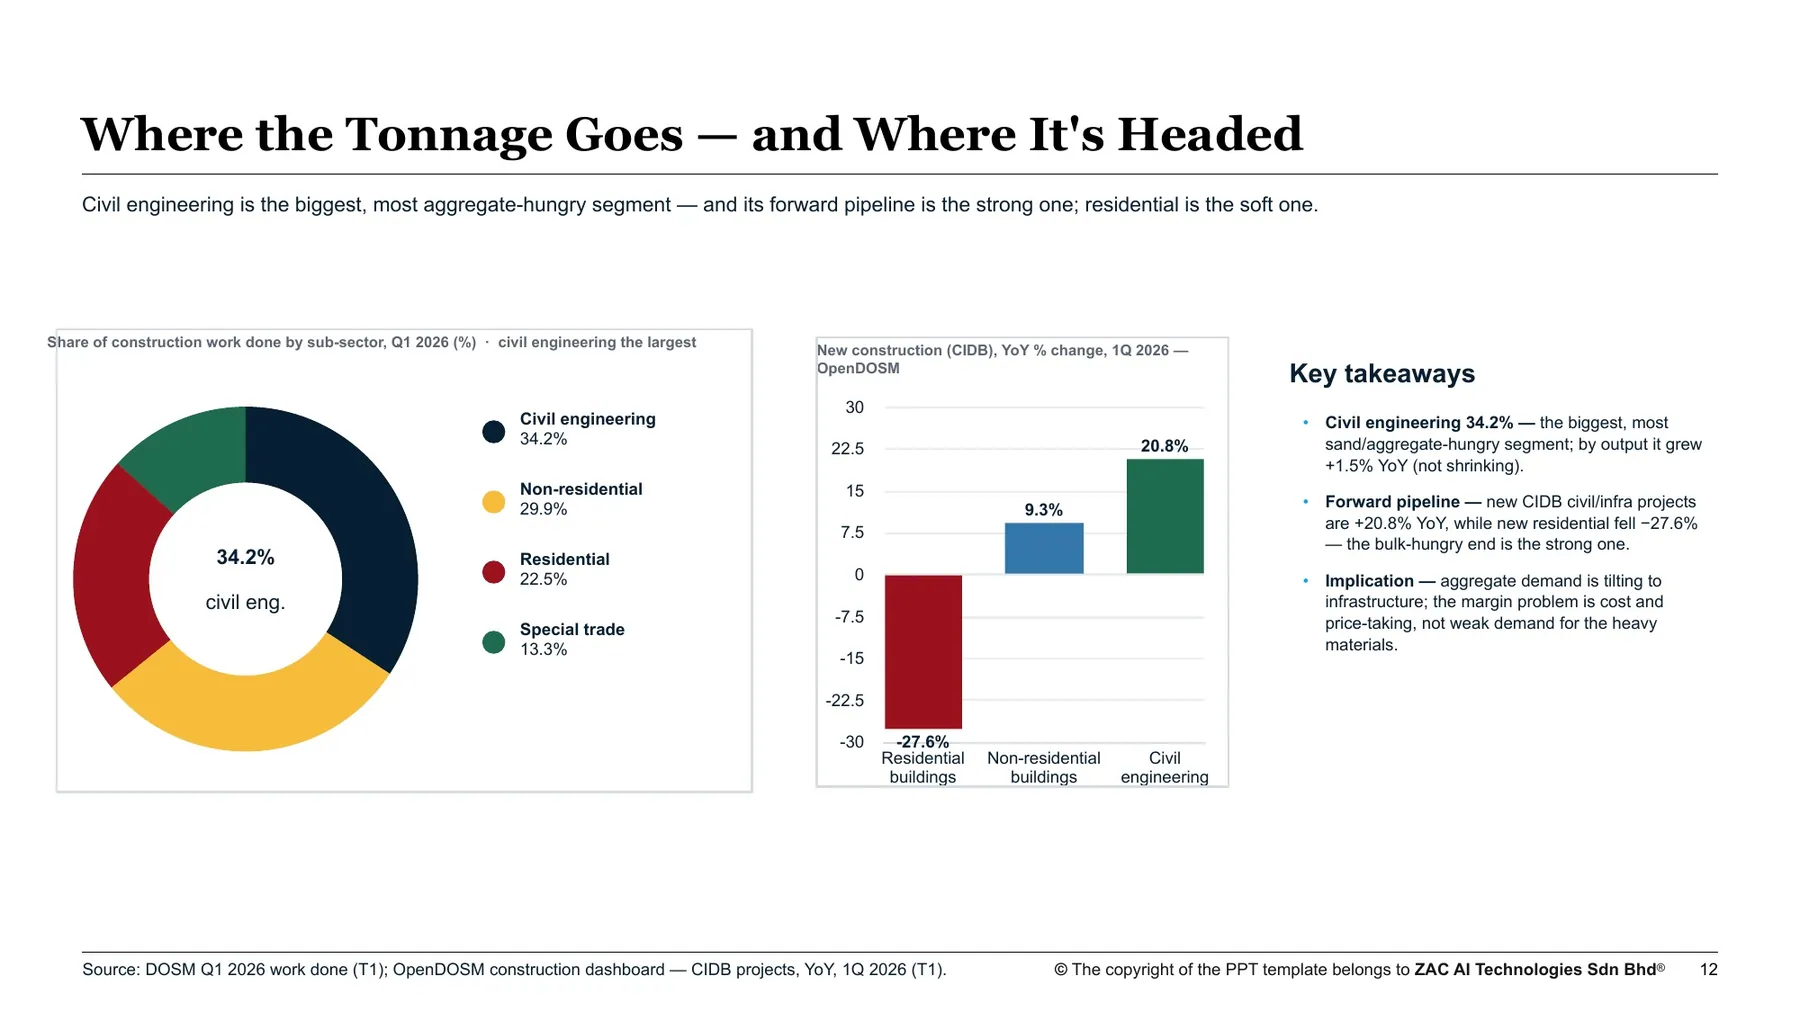 Where the Tonnage Goes — and Where It's Headed
Civil engineering is the biggest, most aggregate-hungry segment — and its forward pipeline is the strong one; residential is the soft one.
Share of construction work done by sub-sector, Q1 2026 (%) · civil engineering the largest
34.2%
civil eng.
Civil engineering
34.2%
Non-residential
29.9%
Residential
22.5%
Special trade
13.3%
New construction (CIDB), YoY % change, 1Q 2026 —
OpenDOSM
30
22.5
15
7.5
0
-7.5
-15
-22.5
-30
-27.6%
9.3%
20.8%
Residential
buildings
Non-residential
buildings
Civil
engineering
Key takeaways
• Civil engineering 34.2% — the biggest, most
sand/aggregate-hungry segment; by output it grew
+1.5% YoY (not shrinking).
• Forward pipeline — new CIDB civil/infra projects
are +20.8% YoY, while new residential fell −27.6%
— the bulk-hungry end is the strong one.
• Implication — aggregate demand is tilting to
infrastructure; the margin problem is cost and
price-taking, not weak demand for the heavy
materials.
Source: DOSM Q1 2026 work done (T1); OpenDOSM construction dashboard — CIDB projects, YoY, 1Q 2026 (T1).
© The copyright of the PPT template belongs to ZAC AI Technologies Sdn Bhd®
12